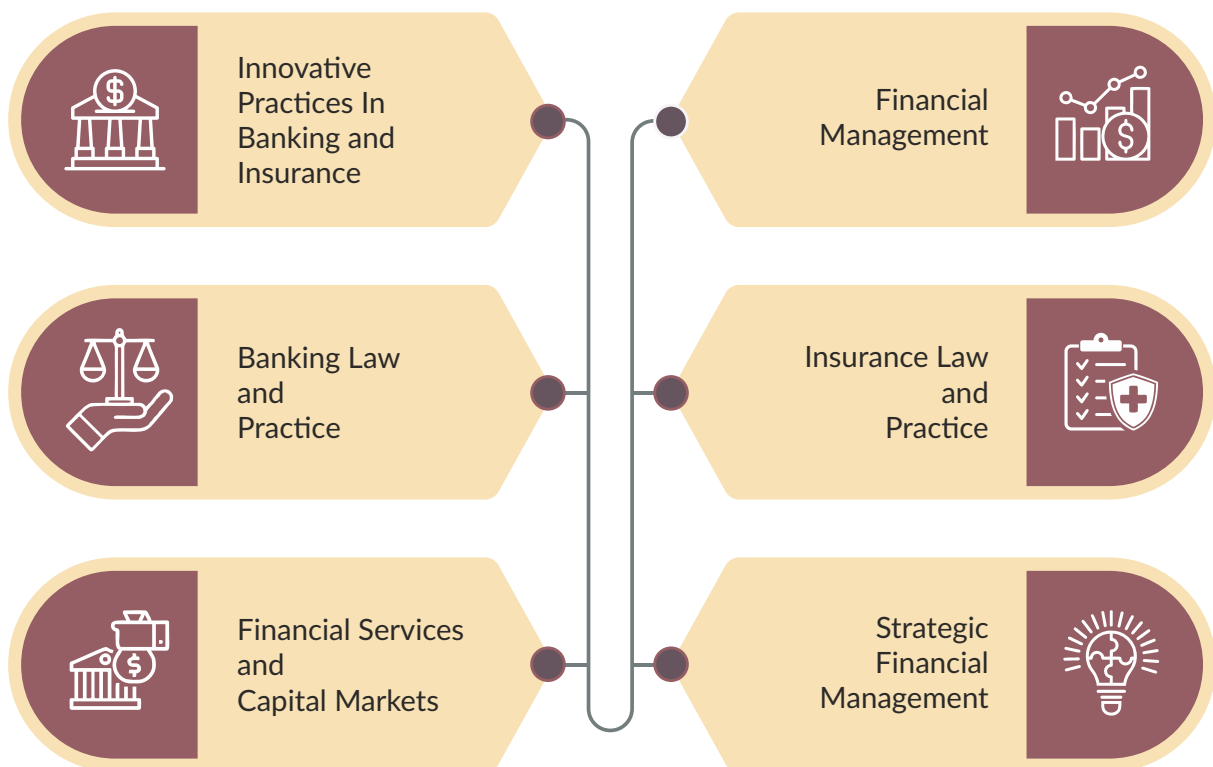 Innovative
Practices In
Banking and
Insurance
Financial
Management
Banking Law
and
Practice
Insurance Law
and
Practice
Financial Services
and
Capital Markets
Strategic
Financial
Management